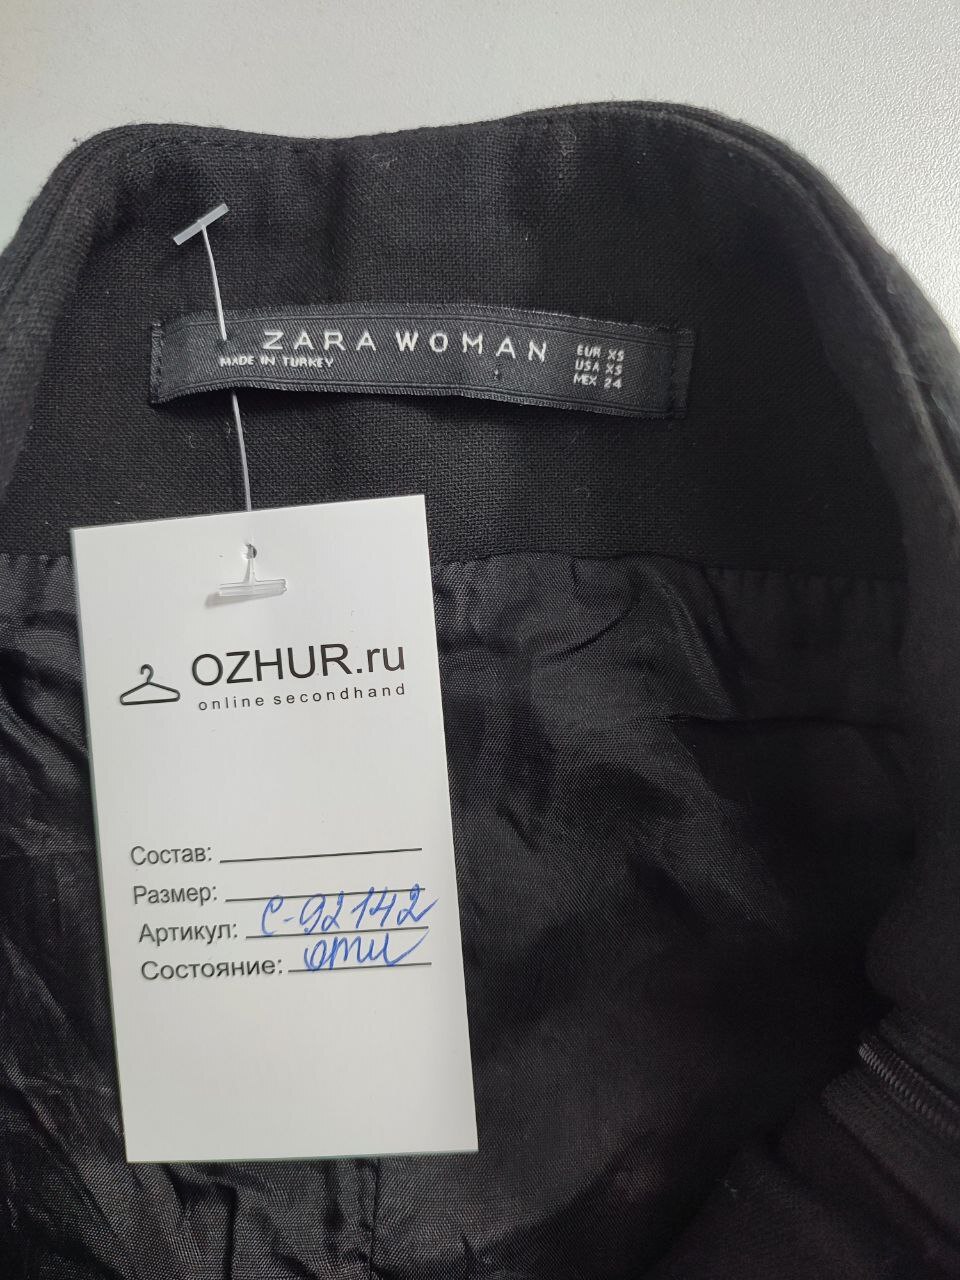 ZARA WOMAN
MADE IN TURKEY
EUR XS
USA XS
MEX 24
OZHUR.ru
online secondhand
Состав:
Размер:
Артикул: С-92142
Состояние: отл